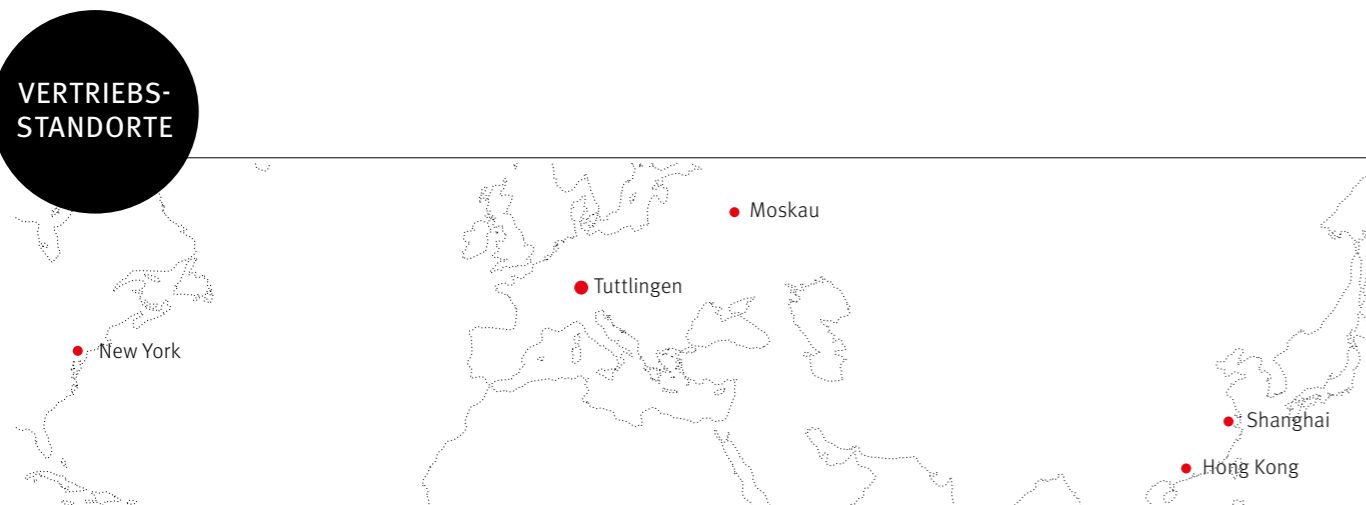 VERTRIEBS-
STANDORTE
Moskau
Tuttlingen
New York
Shanghai
Hong Kong